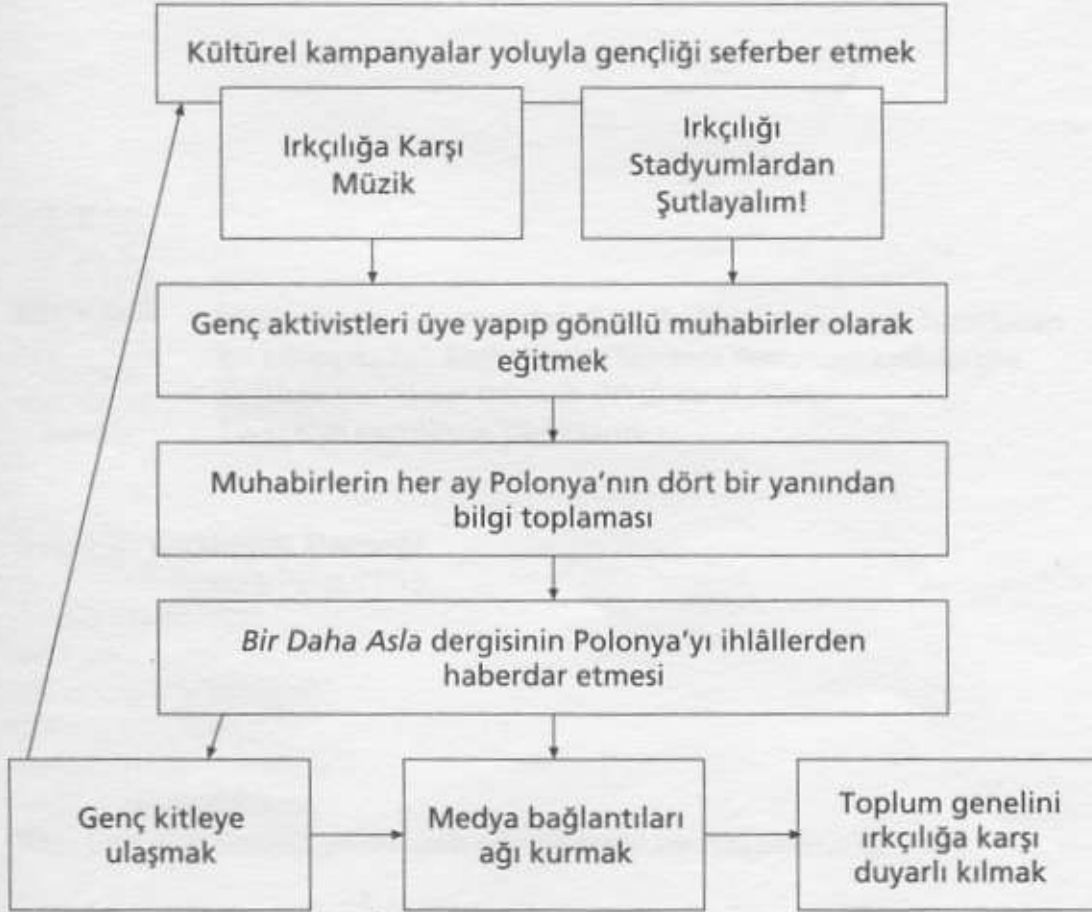 Kültürel kampanyalar yoluyla gençliği seferber etmek
Irkçılığa Karşı
Müzik
Irkçılığı
Stadyumlardan
Şutlayalım!
Genç aktivistleri üye yapıp gönüllü muhabirler olarak
eğitmek
Muhabirlerin her ay Polonya’nın dört bir yanından
bilgi toplaması
Bir Daha Asla dergisinin Polonya’yı ihlâllerden
haberdar etmesi
Genç kitleye
ulaşmak
Medya bağlantıları
ağı kurmak
Toplum genelini
ırkçılığa karşı
duyarlı kılmak